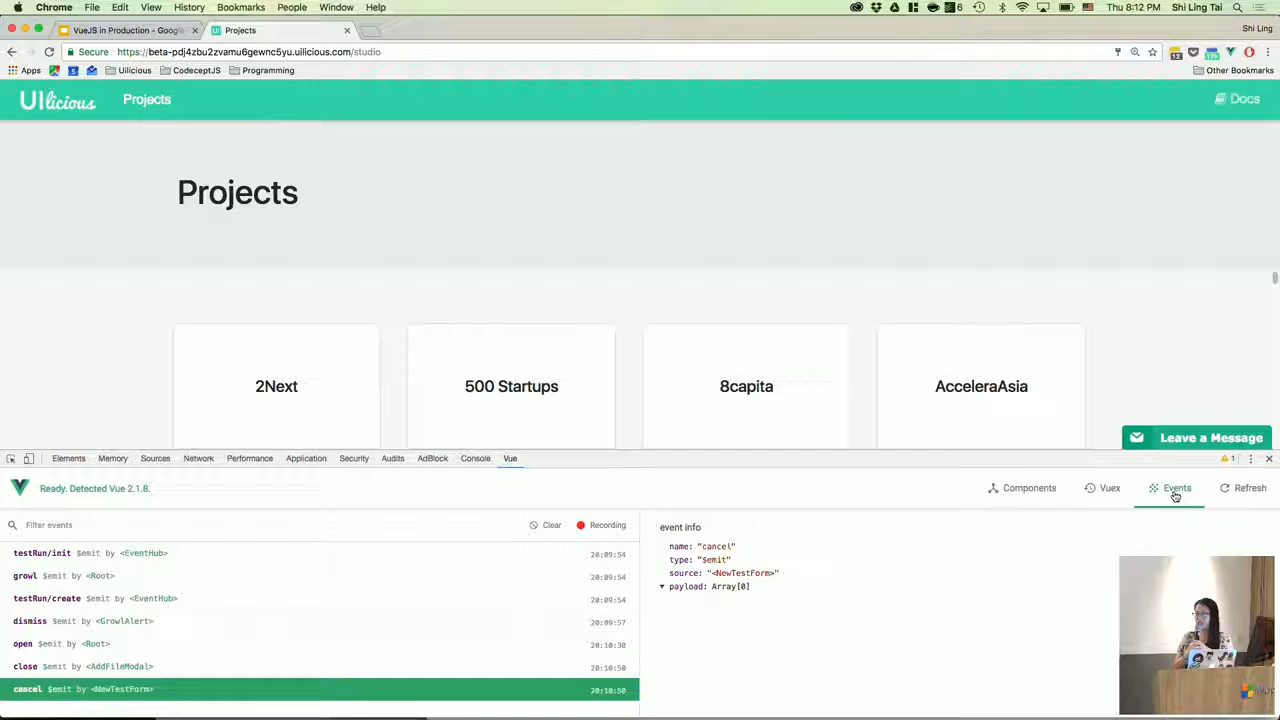 Chrome File Edit View History Bookmarks People Window Help 6 Thu 8:12 PM Shi Ling Tai
VueJS in Production - Google Projects Shi Ling
Secure https://beta-pdj4zbu2zvamu6gewnc5yu.uilicious.com/studio
Apps Uilicious CodeceptJS Programming Other Bookmarks
UIlicious Projects Docs
Projects
2Next 500 Startups 8capita AcceleraAsia
Leave a Message
Elements Memory Sources Network Performance Application Security Audits AdBlock Console Vue 1
Ready. Detected Vue 2.1.8. Components Vuex Events Refresh
Filter events Clear Recording
testRun/init $emit by <EventHub> 20:09:54
growl $emit by <Root> 20:09:54
testRun/create $emit by <EventHub> 20:09:54
dismiss $emit by <GrowlAlert> 20:09:57
open $emit by <Root> 20:10:38
close $emit by <AddFileModal> 20:10:50
cancel $emit by <NewTestForm> 20:10:50
event info
name: "cancel"
type: "$emit"
source: "<NewTestForm>"
payload: Array[0]